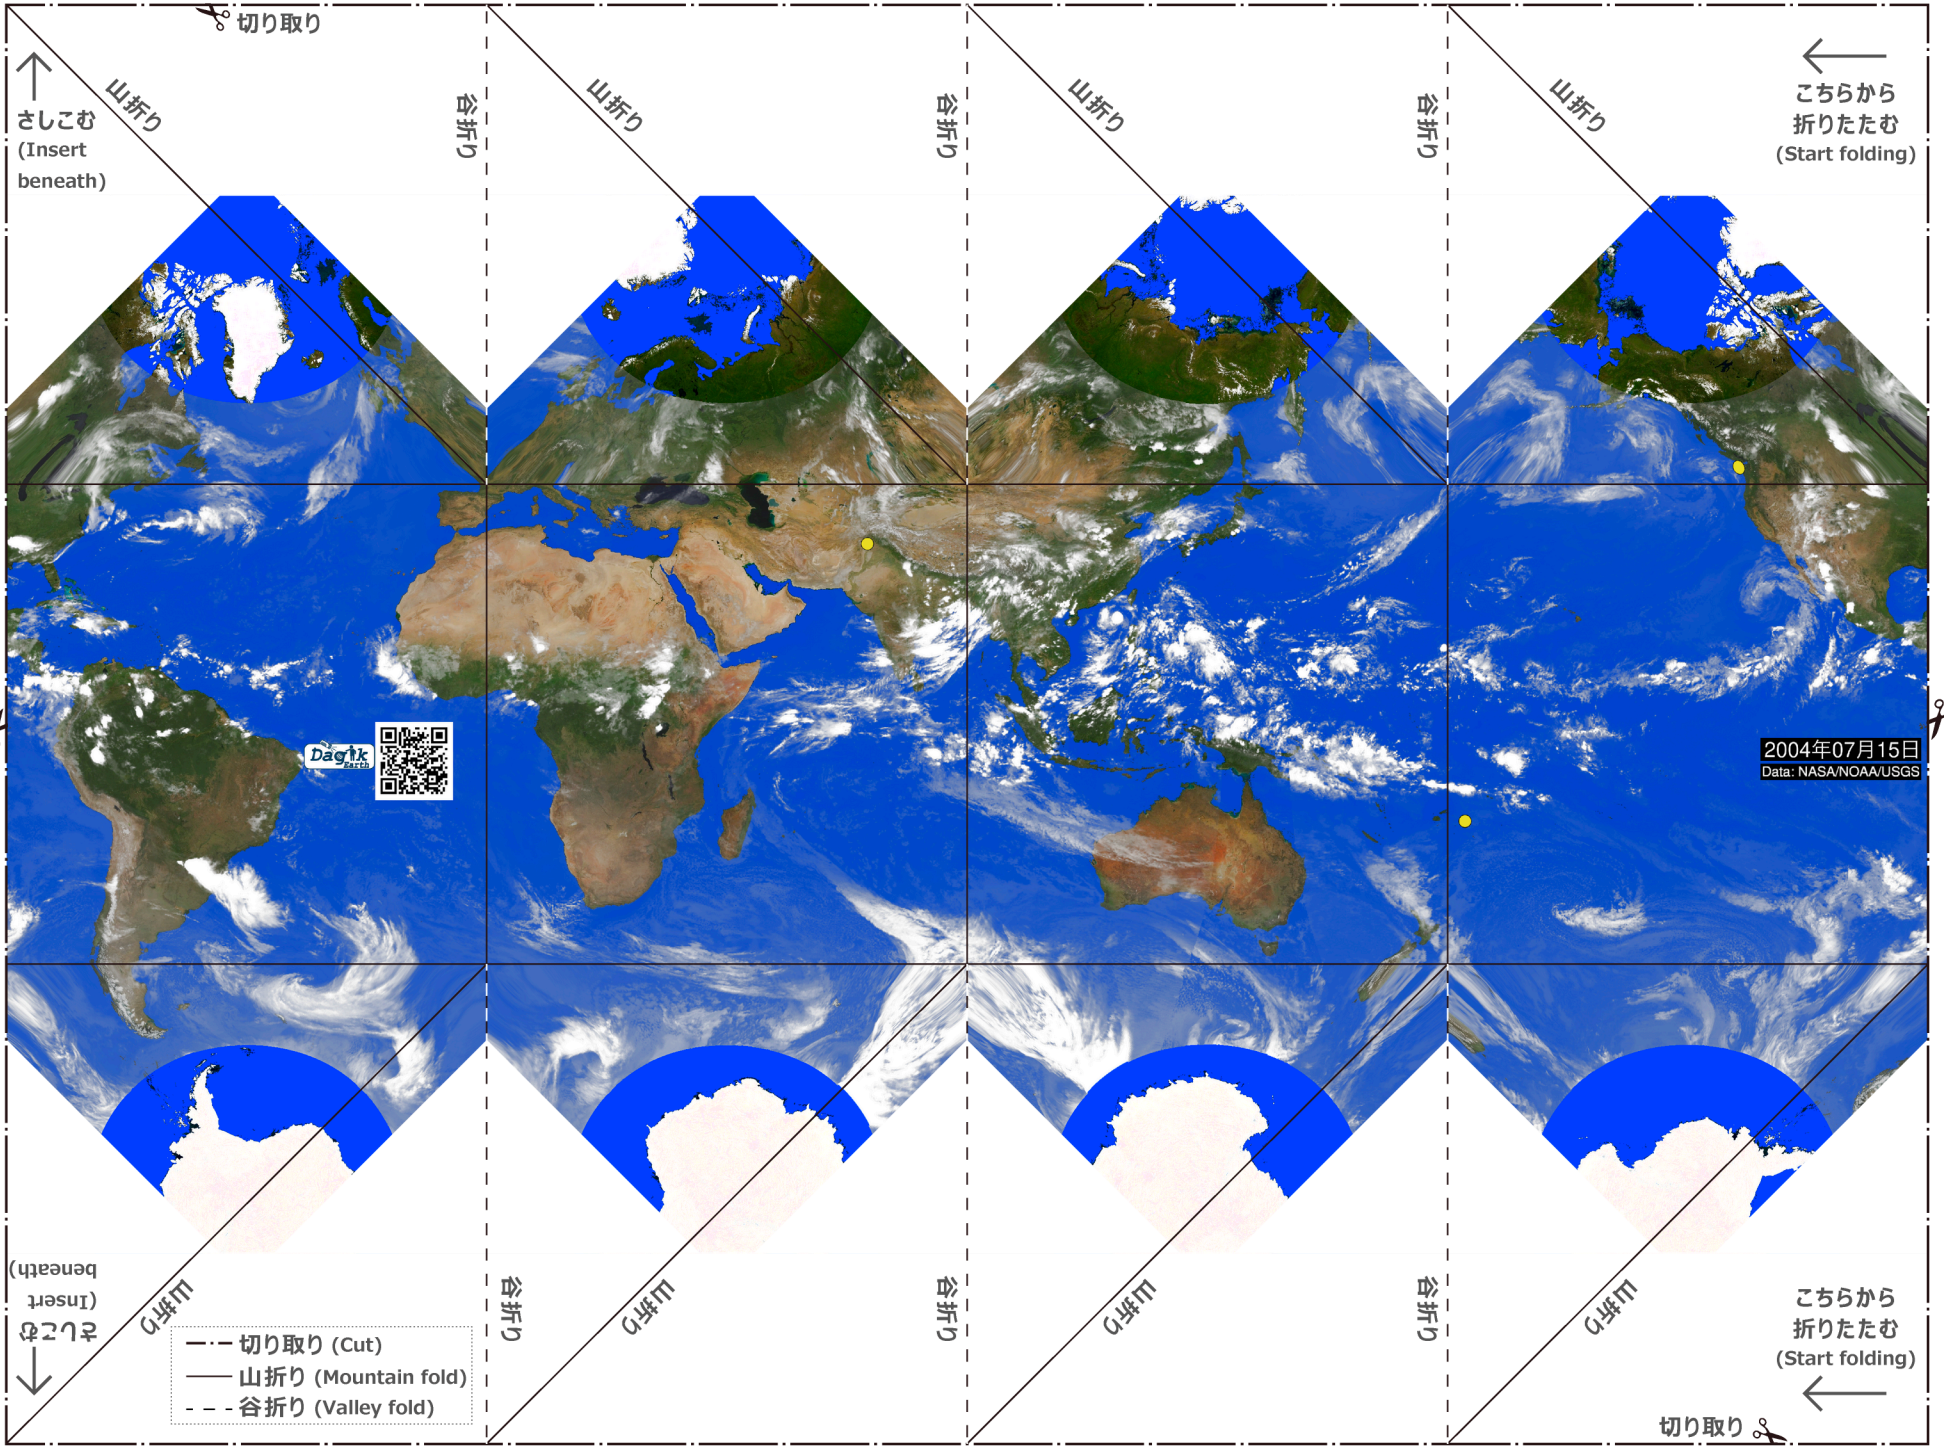 切り取り
さしこむ
(Insert
beneath)
山折り
谷折り
山折り
谷折り
山折り
谷折り
山折り
こちらから
折りたたむ
(Start folding)
Dagik
Earth
2004年07月15日
Data: NASA/NOAA/USGS
さしこむ
(Insert
beneath)
山折り
谷折り
山折り
谷折り
山折り
谷折り
山折り
こちらから
折りたたむ
(Start folding)
切り取り (Cut)
山折り (Mountain fold)
谷折り (Valley fold)
切り取り